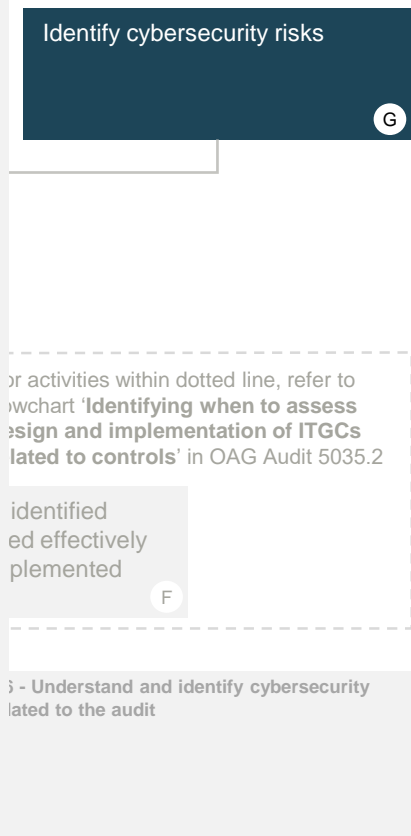 Identify cybersecurity risks
G
or activities within dotted line, refer to
owchart ‘Identifying when to assess
esign and implementation of ITGCs
lated to controls’ in OAG Audit 5035.2
identified
ed effectively
plemented
F
- Understand and identify cybersecurity
lated to the audit